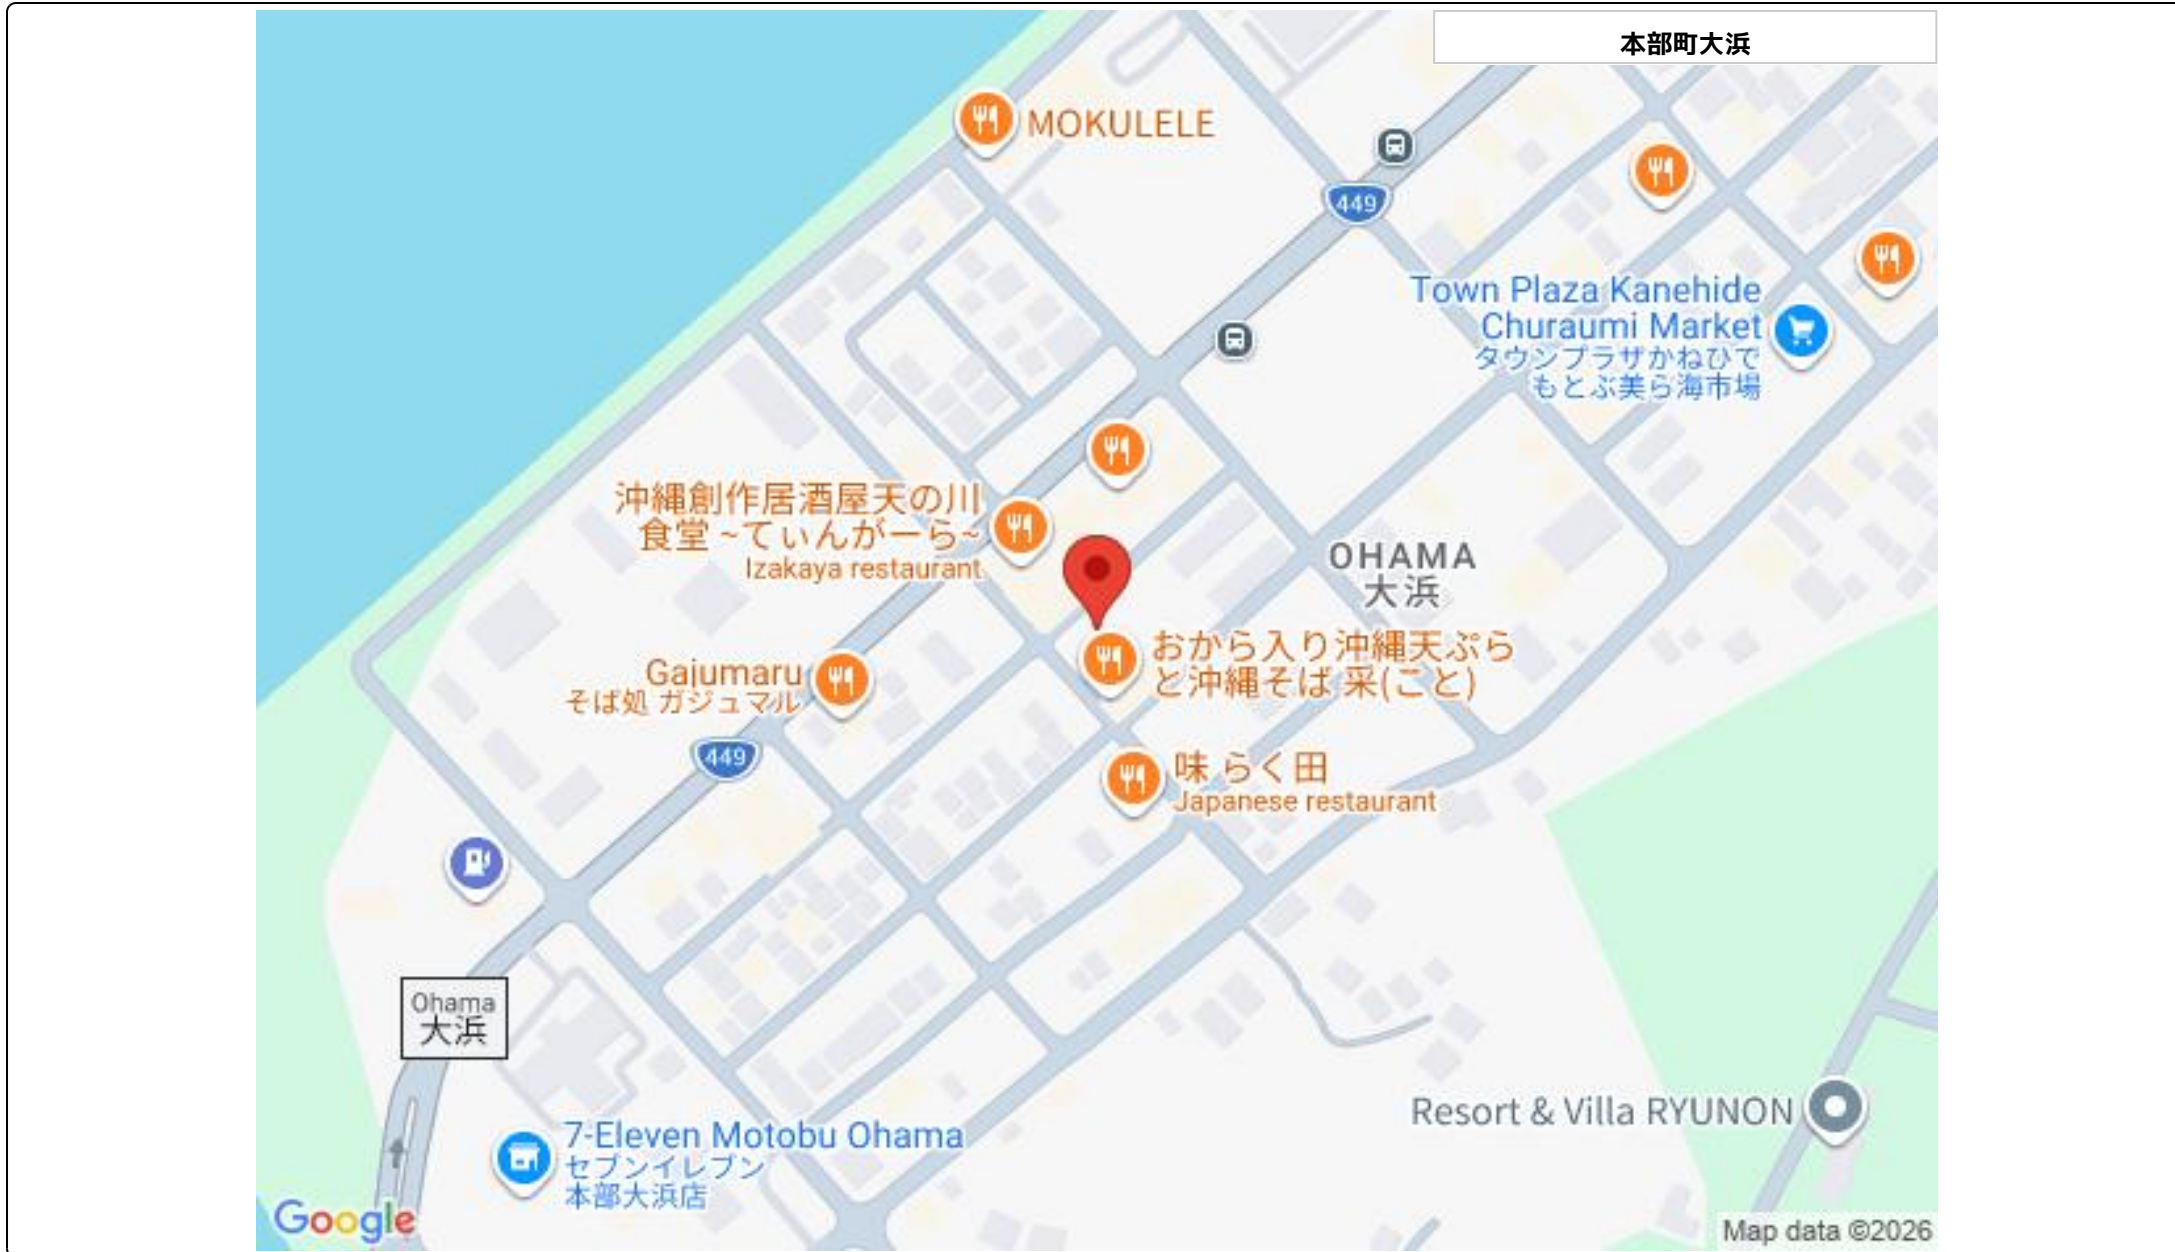 本部町大浜
MOKULELE
449
Town Plaza Kanehide
Churaumi Market
タウンプラザかねひで
もとぶ美ら海市場
沖縄創作居酒屋天の川
食堂 ~てぃんがーら~
Izakaya restaurant
OHAMA
大浜
おから入り沖縄天ぷら
と沖縄そば 采(こと)
Gajumaru
そば処 ガジュマル
449
味 らく田
Japanese restaurant
Ohama
大浜
7-Eleven Motobu Ohama
セブンイレブン
本部大浜店
Resort & Villa RYUNON
Google
Map data ©2026